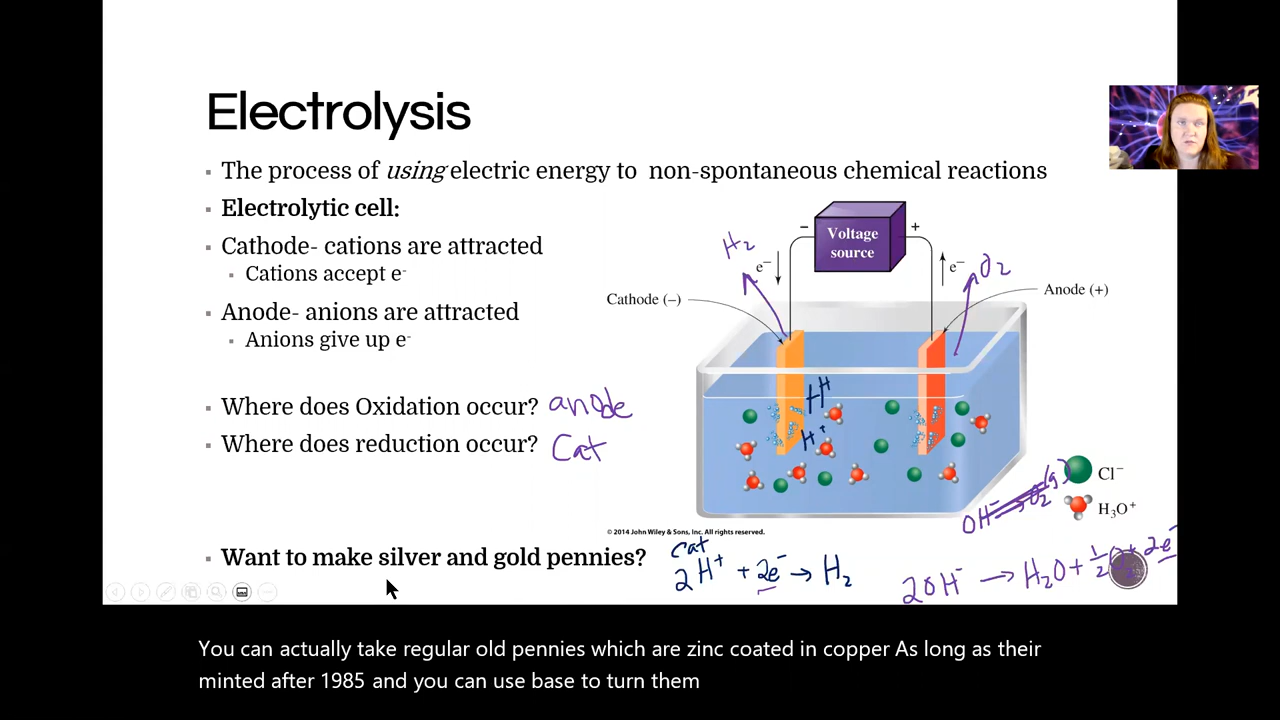 Electrolysis
▪ The process of using electric energy to non-spontaneous chemical reactions
▪ Electrolytic cell:
▪ Cathode- cations are attracted
▪ Cations accept e⁻
▪ Anode- anions are attracted
▪ Anions give up e⁻
▪ Where does Oxidation occur? anode
▪ Where does reduction occur? Cat
▪ Want to make silver and gold pennies?
H₂
O₂
− Voltage source +
e⁻
e⁻
Cathode (−)
Anode (+)
H⁺
H⁺
Cl⁻
H₃O⁺
OH⁻ → O₂(g)
© 2014 John Wiley & Sons, Inc. All rights reserved.
Cat
2H⁺ + 2e⁻ → H₂
2OH⁻ → H₂O + ½O₂ + 2e⁻
You can actually take regular old pennies which are zinc coated in copper As long as their
minted after 1985 and you can use base to turn them